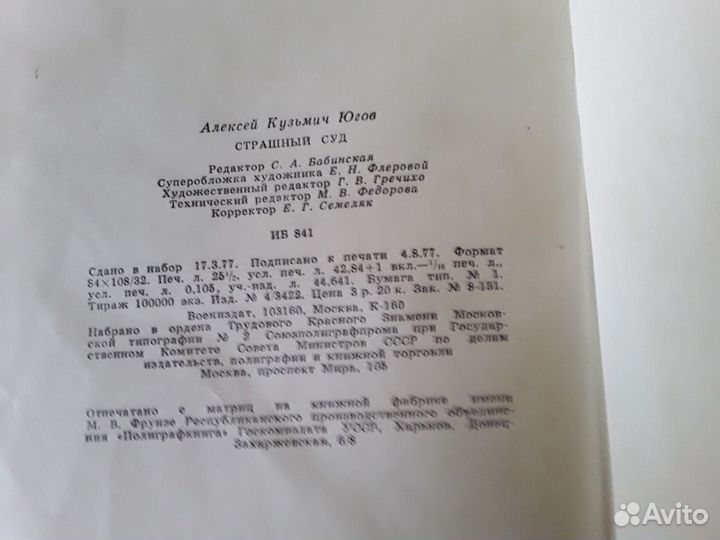 Алексей Кузьмич Югов
СТРАШНЫЙ СУД
Редактор С. А. Бабинская
Суперобложка художника Е. Н. Флеровой
Художественный редактор Г. В. Гречихо
Технический редактор М. В. Федорова
Корректор Е. Г. Семеляк
ИБ 841
Сдано в набор 17.3.77. Подписано к печати 4.8.77. Формат
84×108/32. Печ. л. 25½, усл. печ. л. 42,84+1 вкл.—1/16 печ. л.,
усл. печ. л. 0,105, уч.-изд. л. 44,641. Бумага тип. № 1.
Тираж 100000 экз. Изд. № 4/3422. Цена 3 р. 20 к. Зак. № 8-131.
Воениздат, 103160, Москва, К-160
Набрано в ордена Трудового Красного Знамени Москов-
ской типографии № 2 Союзполиграфпрома при Государ-
ственном Комитете Совета Министров СССР по делам
издательств, полиграфии и книжной торговли
Москва, проспект Мира, 105
Отпечатано с матриц на книжной фабрике имени
М. В. Фрунзе Республиканского производственного объедине-
ния «Полиграфкнига» Госкомиздата УССР, Харьков, Донец-
Захаржевская, 6/8
Avito